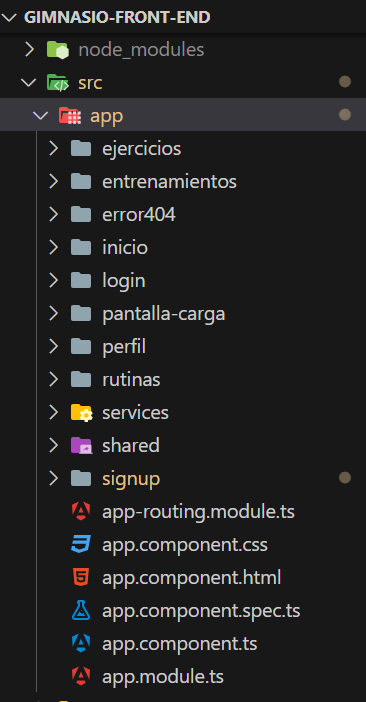 GIMNASIO-FRONT-END
node_modules
src
app
ejercicios
entrenamientos
error404
inicio
login
pantalla-carga
perfil
rutinas
services
shared
signup
app-routing.module.ts
app.component.css
app.component.html
app.component.spec.ts
app.component.ts
app.module.ts